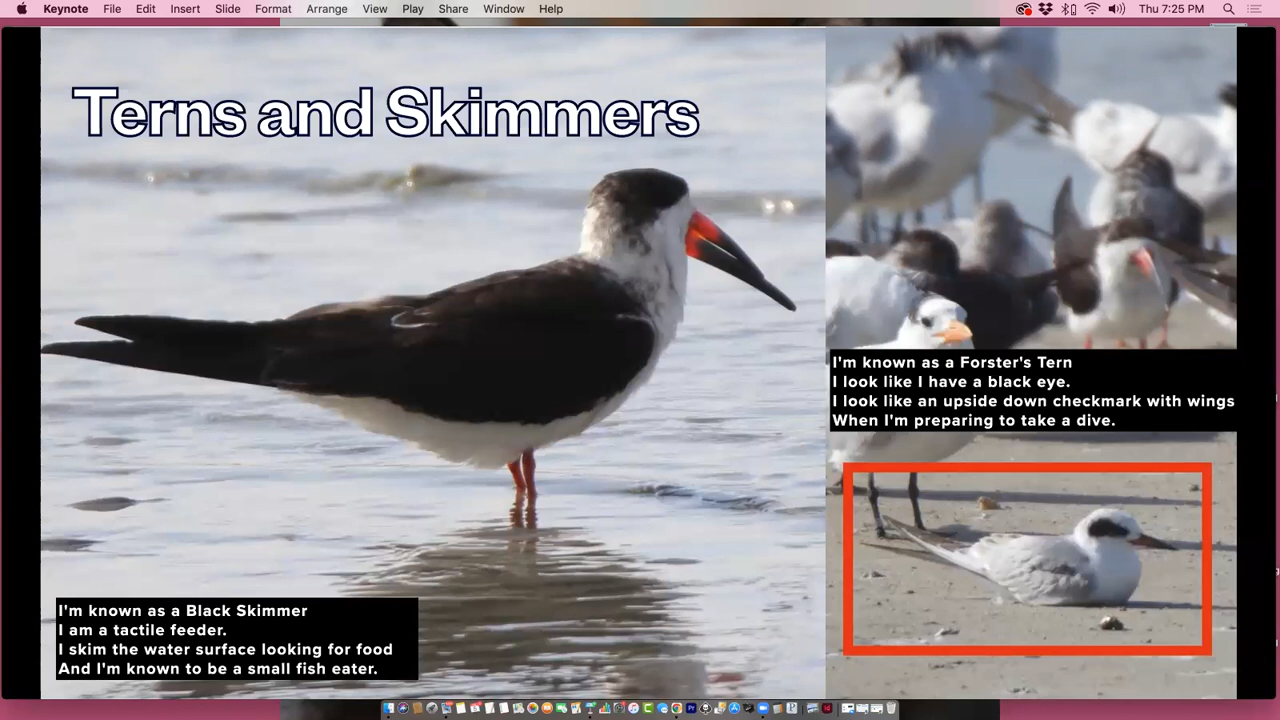 Keynote File Edit Insert Slide Format Arrange View Play Share Window Help Thu 7:25 PM
Terns and Skimmers
I'm known as a Forster's Tern
I look like I have a black eye.
I look like an upside down checkmark with wings
When I'm preparing to take a dive.
I'm known as a Black Skimmer
I am a tactile feeder.
I skim the water surface looking for food
And I'm known to be a small fish eater.